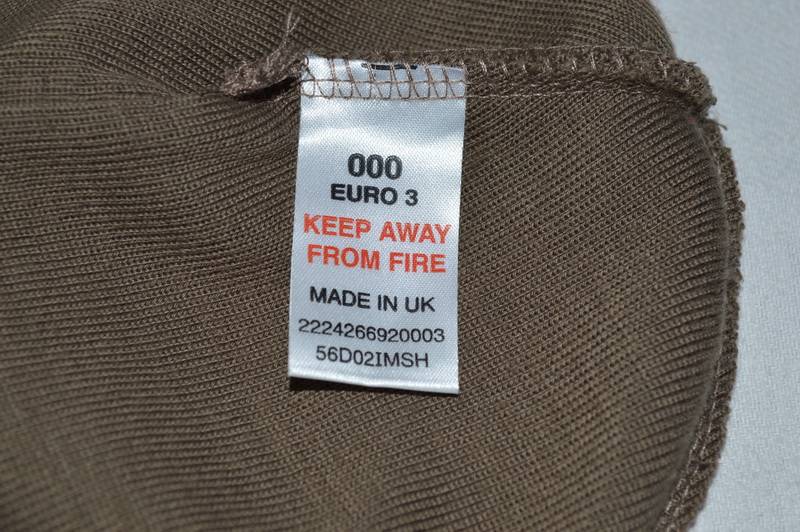 000
EURO 3
KEEP AWAY
FROM FIRE
MADE IN UK
2224266920003
56D02IMSH